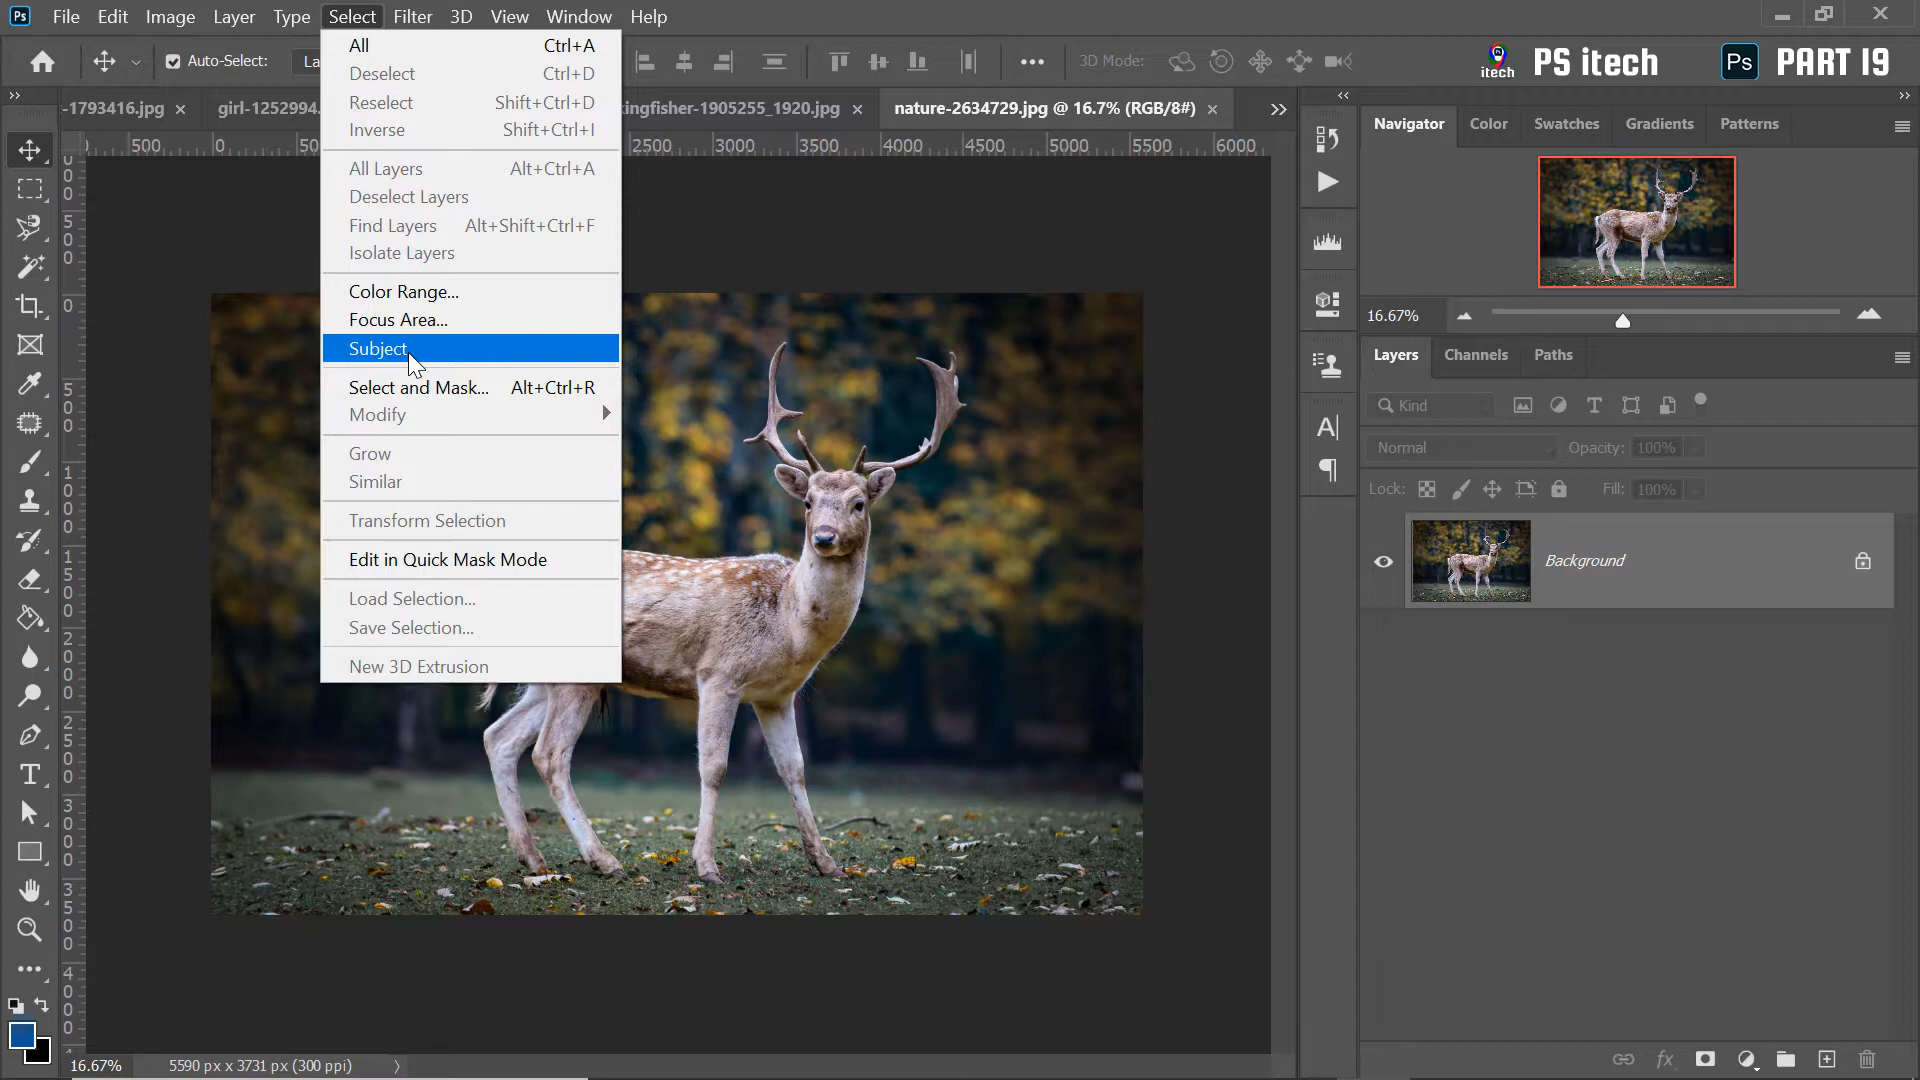 Ps File Edit Image Layer Type Select Filter 3D View Window Help
Auto-Select: La
3D Mode:
itech PS itech Ps PART 19
-1793416.jpg × girl-1252994. kingfisher-1905255_1920.jpg × nature-2634729.jpg @ 16.7% (RGB/8#) ×
500 0 50 2500 3000 3500 4000 4500 5000 5500 6000
All Ctrl+A
Deselect Ctrl+D
Reselect Shift+Ctrl+D
Inverse Shift+Ctrl+I
All Layers Alt+Ctrl+A
Deselect Layers
Find Layers Alt+Shift+Ctrl+F
Isolate Layers
Color Range...
Focus Area...
Subject
Select and Mask... Alt+Ctrl+R
Modify
Grow
Similar
Transform Selection
Edit in Quick Mask Mode
Load Selection...
Save Selection...
New 3D Extrusion
Navigator Color Swatches Gradients Patterns
16.67%
Layers Channels Paths
Kind
Normal Opacity: 100%
Lock: Fill: 100%
Background
fx
16.67% 5590 px x 3731 px (300 ppi)